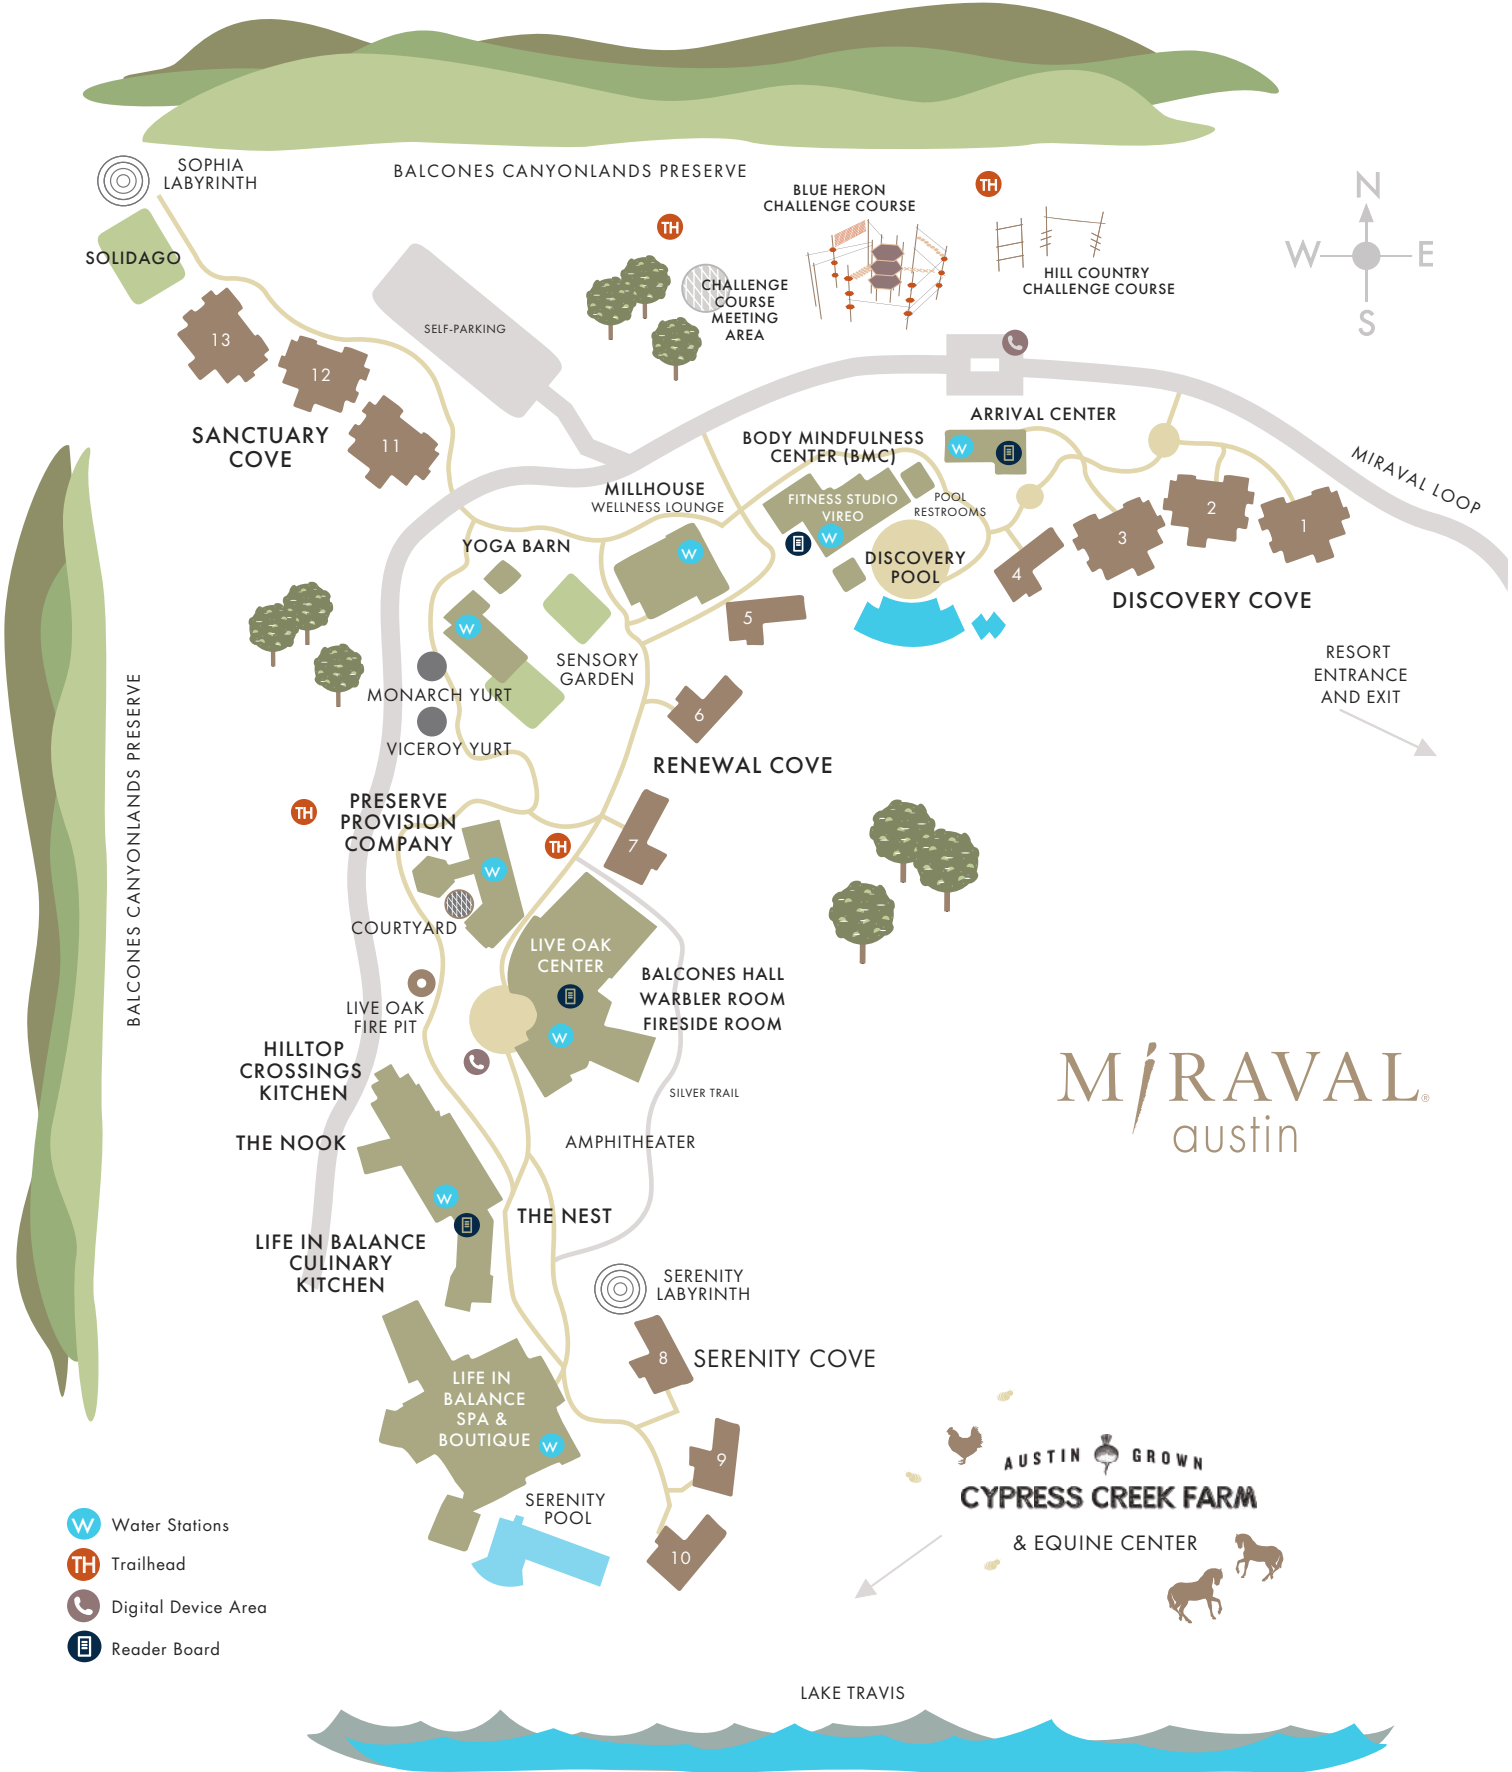 SOPHIA
LABYRINTH
BALCONES CANYONLANDS PRESERVE
TH
BLUE HERON
CHALLENGE COURSE
TH
N
W
E
S
SOLIDAGO
HILL COUNTRY
CHALLENGE COURSE
CHALLENGE
COURSE
MEETING
AREA
SELF-PARKING
13
12
11
SANCTUARY
COVE
ARRIVAL CENTER
W
BODY MINDFULNESS
CENTER (BMC)
MIRAVAL LOOP
MILLHOUSE
WELLNESS LOUNGE
W
FITNESS STUDIO
VIREO
W
POOL
RESTROOMS
DISCOVERY
POOL
1
2
3
4
DISCOVERY COVE
YOGA BARN
W
5
SENSORY
GARDEN
RESORT
ENTRANCE
AND EXIT
MONARCH YURT
VICEROY YURT
6
RENEWAL COVE
BALCONES CANYONLANDS PRESERVE
TH
PRESERVE
PROVISION
COMPANY
W
TH
7
COURTYARD
LIVE OAK
CENTER
W
BALCONES HALL
WARBLER ROOM
FIRESIDE ROOM
LIVE OAK
FIRE PIT
HILLTOP
CROSSINGS
KITCHEN
SILVER TRAIL
MIRAVAL®
austin
THE NOOK
AMPHITHEATER
W
THE NEST
LIFE IN BALANCE
CULINARY
KITCHEN
SERENITY
LABYRINTH
8
SERENITY COVE
LIFE IN
BALANCE
SPA &
BOUTIQUE
W
9
SERENITY
POOL
10
AUSTIN GROWN
CYPRESS CREEK FARM
& EQUINE CENTER
W Water Stations
TH Trailhead
Digital Device Area
Reader Board
LAKE TRAVIS